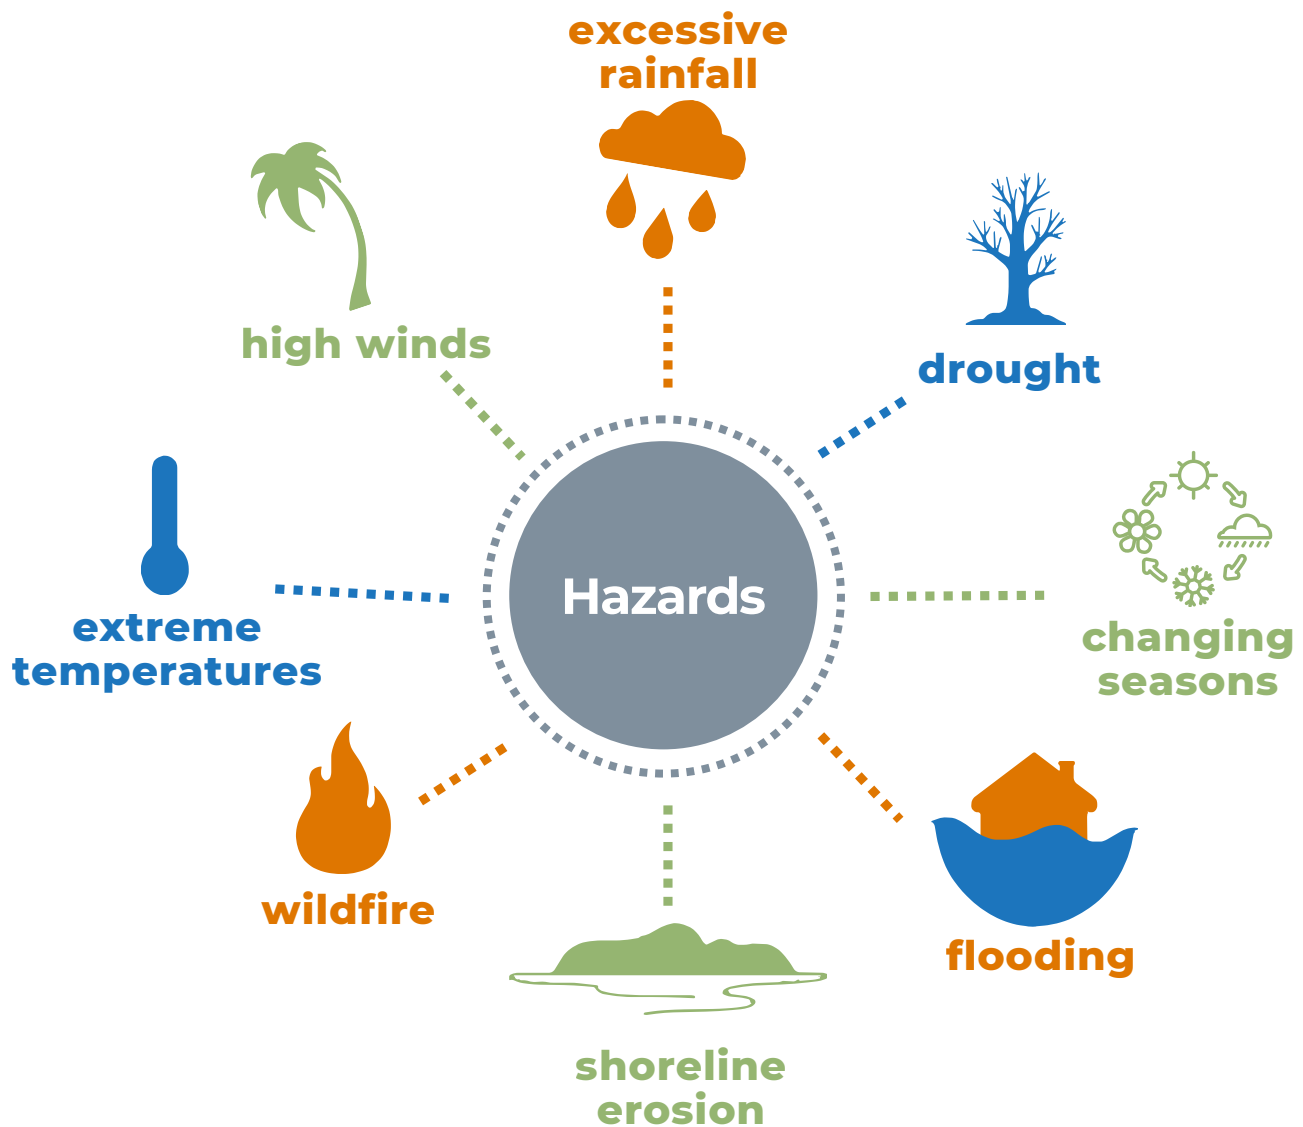 excessive
rainfall
high winds
drought
Hazards
extreme
temperatures
changing
seasons
wildfire
flooding
shoreline
erosion